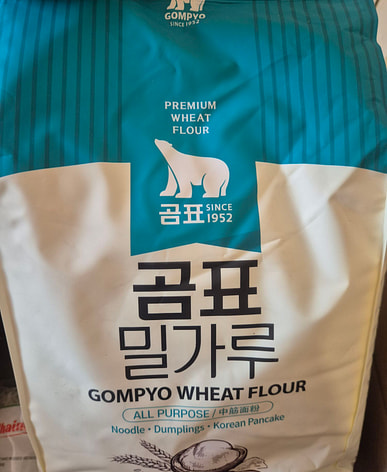 GOMPYO
SINCE 1952
PREMIUM
WHEAT
FLOUR
곰표 SINCE 1952
곰표
밀가루
GOMPYO WHEAT FLOUR
ALL PURPOSE / 中筋面粉
Noodle · Dumplings · Korean Pancake